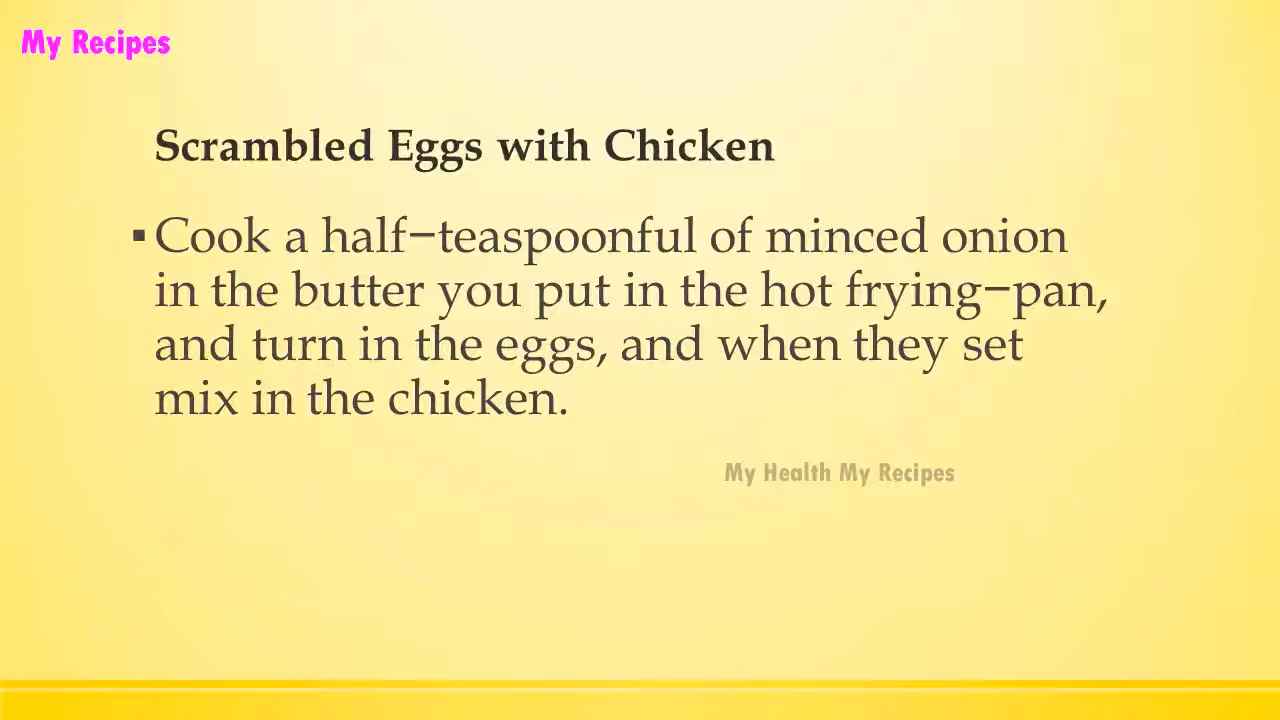 My Recipes
Scrambled Eggs with Chicken
▪Cook a half−teaspoonful of minced onion
in the butter you put in the hot frying−pan,
and turn in the eggs, and when they set
mix in the chicken.
My Health My Recipes